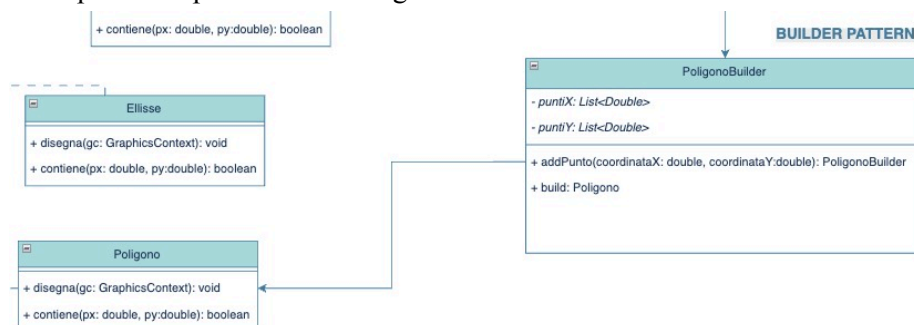 + contiene(px: double, py:double): boolean
BUILDER PATTERN
Ellisse
+ disegna(gc: GraphicsContext): void
+ contiene(px: double, py:double): boolean
PoligonoBuilder
- puntiX: List<Double>
- puntiY: List<Double>
+ addPunto(coordinataX: double, coordinataY:double): PoligonoBuilder
+ build: Poligono
Poligono
+ disegna(gc: GraphicsContext): void
+ contiene(px: double, py:double): boolean